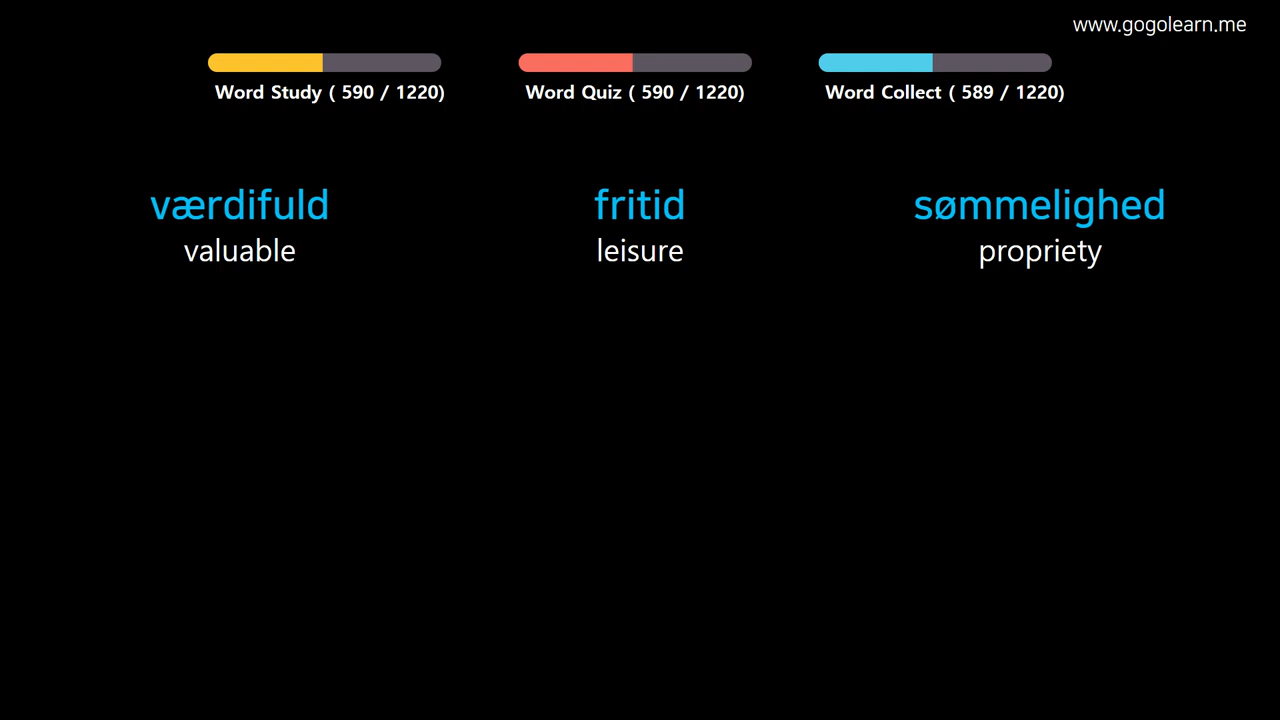 www.gogolearn.me
Word Study ( 590 / 1220)
Word Quiz ( 590 / 1220)
Word Collect ( 589 / 1220)
værdifuld
valuable
fritid
leisure
sømmelighed
propriety